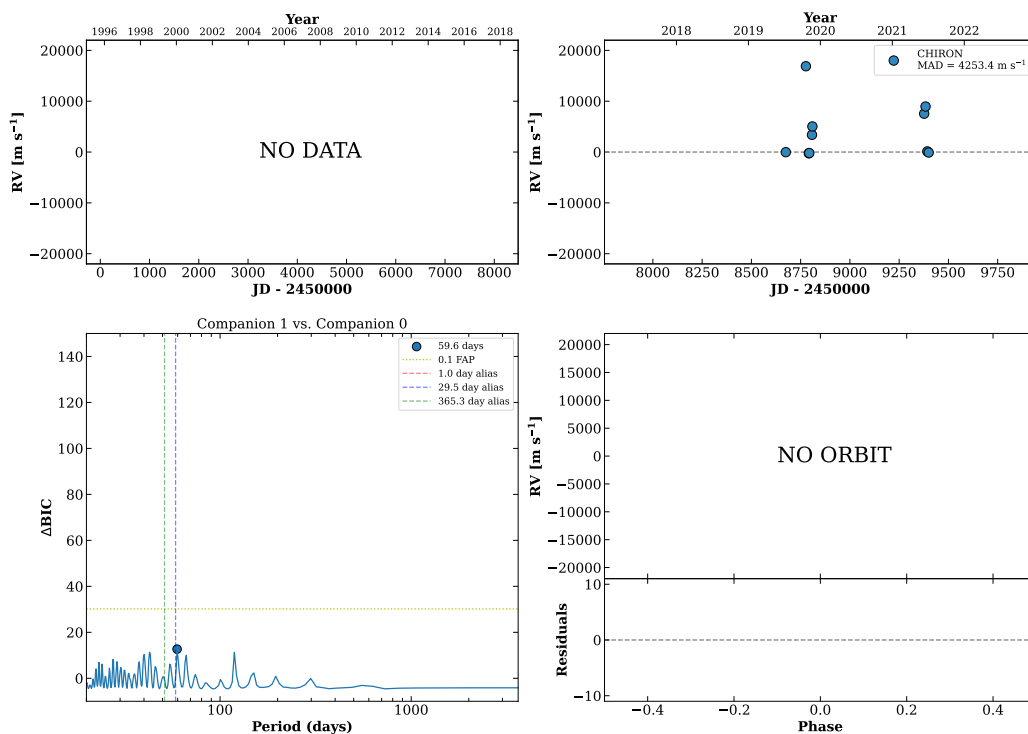 Year
1996 1998 2000 2002 2004 2006 2008 2010 2012 2014 2016 2018
RV [m s⁻¹]
20000
10000
0
−10000
−20000
NO DATA
0 1000 2000 3000 4000 5000 6000 7000 8000
JD - 2450000
Year
2018 2019 2020 2021 2022
RV [m s⁻¹]
20000
10000
0
−10000
−20000
CHIRON
MAD = 4253.4 m s⁻¹
8000 8250 8500 8750 9000 9250 9500 9750
JD - 2450000
Companion 1 vs. Companion 0
ΔBIC
140
120
100
80
60
40
20
0
59.6 days
0.1 FAP
1.0 day alias
29.5 day alias
365.3 day alias
100 1000
Period (days)
RV [m s⁻¹]
20000
15000
10000
5000
0
−5000
−10000
−15000
−20000
NO ORBIT
Residuals
10
0
−10
−0.4 −0.2 0.0 0.2 0.4
Phase